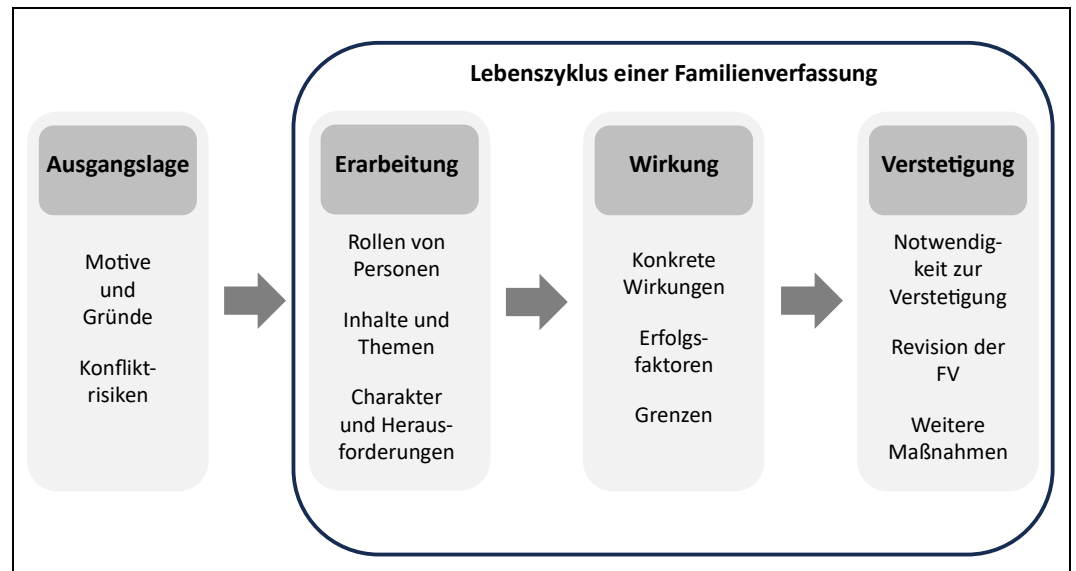 Lebenszyklus einer Familienverfassung
Ausgangslage
Motive
und
Gründe
Konflikt-
risiken
Erarbeitung
Rollen von
Personen
Inhalte und
Themen
Charakter
und Heraus-
forderungen
Wirkung
Konkrete
Wirkungen
Erfolgs-
faktoren
Grenzen
Verstetigung
Notwendig-
keit zur
Verstetigung
Revision der
FV
Weitere
Maßnahmen